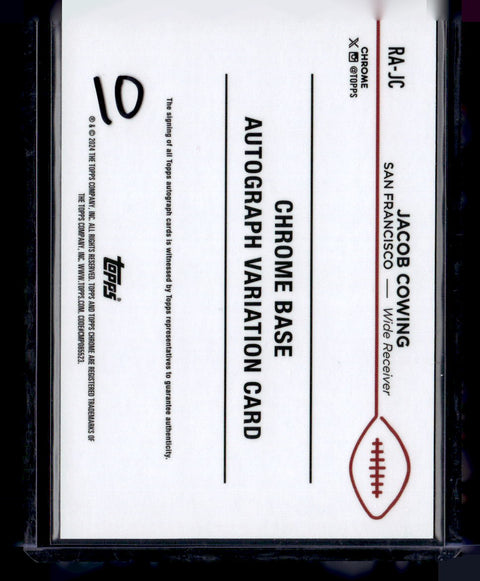 RA-JC
CHROME
X @TOPPS
JACOB COWING
SAN FRANCISCO — Wide Receiver
CHROME BASE
AUTOGRAPH VARIATION CARD
The signing of all Topps autograph cards is witnessed by Topps representatives to guarantee authenticity.
topps®
® & © 2024 THE TOPPS COMPANY, INC. ALL RIGHTS RESERVED. TOPPS AND TOPPS CHROME ARE REGISTERED TRADEMARKS OF
THE TOPPS COMPANY, INC. WWW.TOPPS.COM. CODE#CMP085523.
10